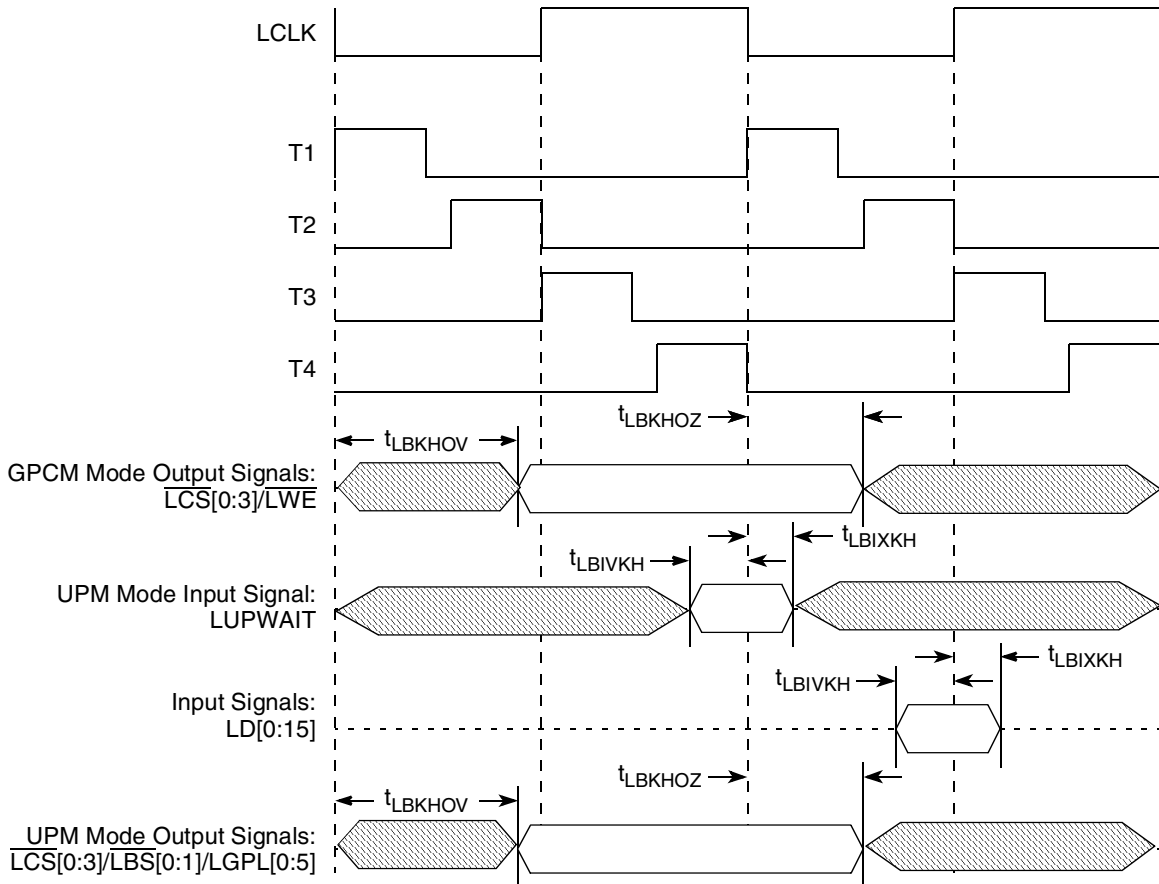 LCLK
T1
T2
T3
T4
tLBKHOZ
tLBKHOV
GPCM Mode Output Signals:
LCS[0:3]/LWE
tLBIXKH
tLBIVKH
UPM Mode Input Signal:
LUPWAIT
tLBIXKH
tLBIVKH
Input Signals:
LD[0:15]
tLBKHOZ
tLBKHOV
UPM Mode Output Signals:
LCS[0:3]/LBS[0:1]/LGPL[0:5]